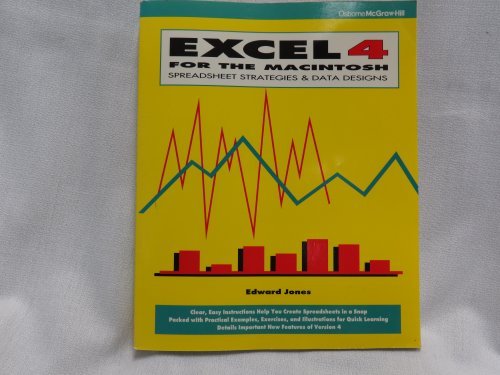 Osborne McGraw-Hill
EXCEL 4
FOR THE MACINTOSH
SPREADSHEET STRATEGIES & DATA DESIGNS
Edward Jones
Clear, Easy Instructions Help You Create Spreadsheets in a Snap
Packed with Practical Examples, Exercises, and Illustrations for Quick Learning
Details Important New Features of Version 4